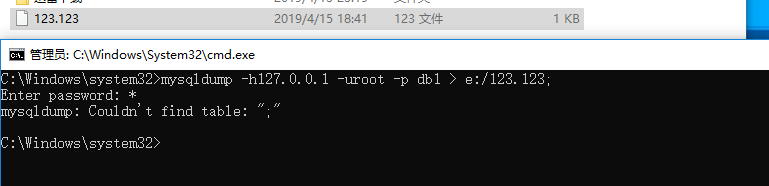 123.123 2019/4/15 18:41 123 文件 1 KB
管理员: C:\Windows\System32\cmd.exe
C:\Windows\system32>mysqldump -h127.0.0.1 -uroot -p db1 > e:/123.123;
Enter password: *
mysqldump: Couldn't find table: ";"
C:\Windows\system32>